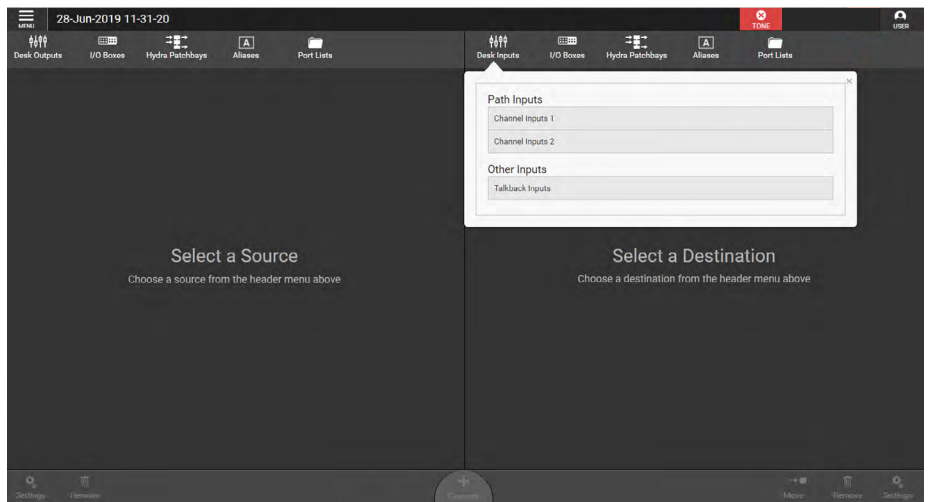 MENU
28-Jun-2019 11-31-20
TONE
USER
Desk Outputs
I/O Boxes
Hydra Patchbays
A
Aliases
Port Lists
Desk Inputs
I/O Boxes
Hydra Patchbays
A
Aliases
Port Lists
Path Inputs
Channel Inputs 1
Channel Inputs 2
Other Inputs
Talkback Inputs
Select a Source
Choose a source from the header menu above
Select a Destination
Choose a destination from the header menu above
Settings
Remove
Connect
Move
Remove
Settings